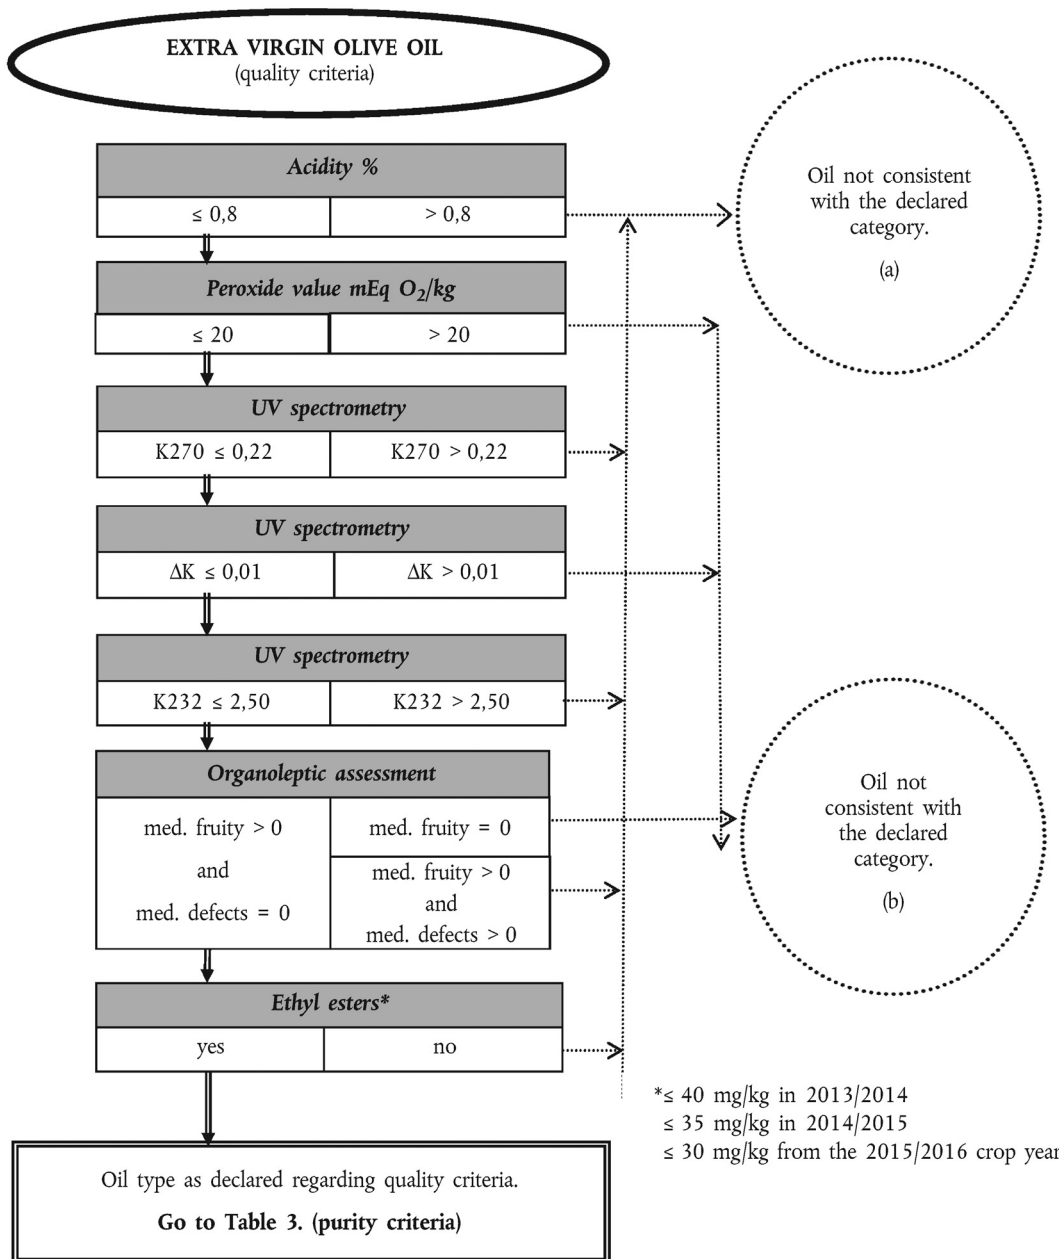 EXTRA VIRGIN OLIVE OIL
(quality criteria)
Acidity %
≤ 0,8 > 0,8
Peroxide value mEq O₂/kg
≤ 20 > 20
UV spectrometry
K270 ≤ 0,22 K270 > 0,22
UV spectrometry
ΔK ≤ 0,01 ΔK > 0,01
UV spectrometry
K232 ≤ 2,50 K232 > 2,50
Organoleptic assessment
med. fruity > 0
and
med. defects = 0
med. fruity = 0
med. fruity > 0
and
med. defects > 0
Ethyl esters*
yes no
Oil type as declared regarding quality criteria.
Go to Table 3. (purity criteria)
Oil not consistent
with the declared
category.
(a)
Oil not
consistent with
the declared
category.
(b)
*≤ 40 mg/kg in 2013/2014
≤ 35 mg/kg in 2014/2015
≤ 30 mg/kg from the 2015/2016 crop year